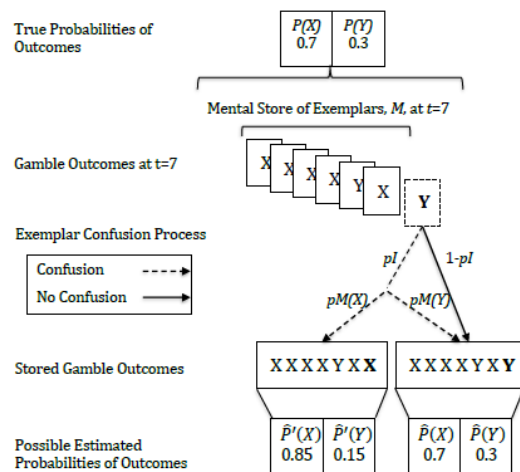 True Probabilities of
Outcomes
P(X) P(Y)
0.7 0.3
Mental Store of Exemplars, M, at t=7
Gamble Outcomes at t=7
X X X X Y X
Y
Exemplar Confusion Process
pI 1-pI
Confusion
No Confusion
pM(X) pM(Y)
Stored Gamble Outcomes
X X X X Y X X
X X X X Y X Y
Possible Estimated
Probabilities of Outcomes
P̂′(X) P̂′(Y) P̂(X) P̂(Y)
0.85 0.15 0.7 0.3